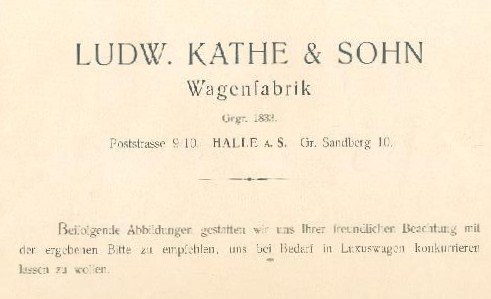 LUDW. KATHE & SOHN
Wagenfabrik
Gegr. 1833.
Poststrasse 9/10. HALLE A. S. Gr. Sandberg 10.
Beifolgende Abbildungen gestatten wir uns Ihrer freundlichen Beachtung mit
der ergebenen Bitte zu empfehlen, uns bei Bedarf in Luxuswagen konkurrieren
lassen zu wollen.